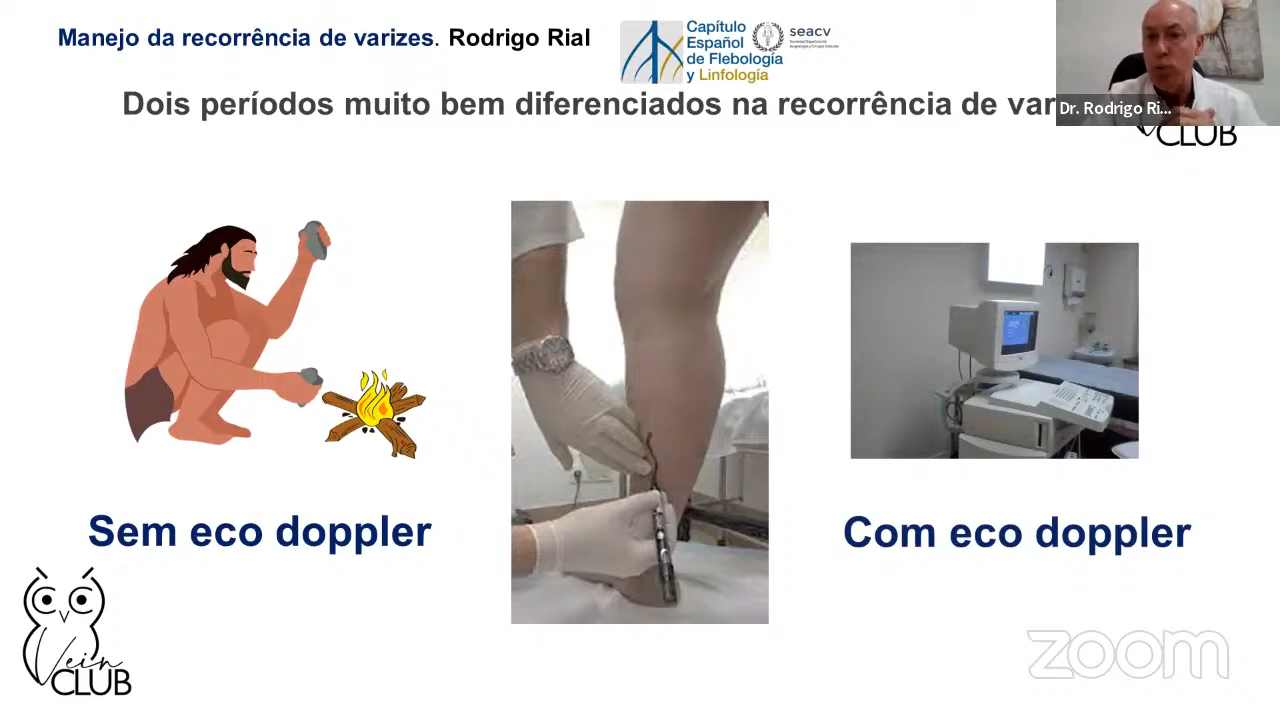 Manejo da recorrência de varizes. Rodrigo Rial
Capítulo
Español
de Flebología
y Linfología
seacv
Dois períodos muito bem diferenciados na recorrência de var
Dr. Rodrigo Ri...
CLUB
Sem eco doppler
Com eco doppler
Vein
CLUB
zoom